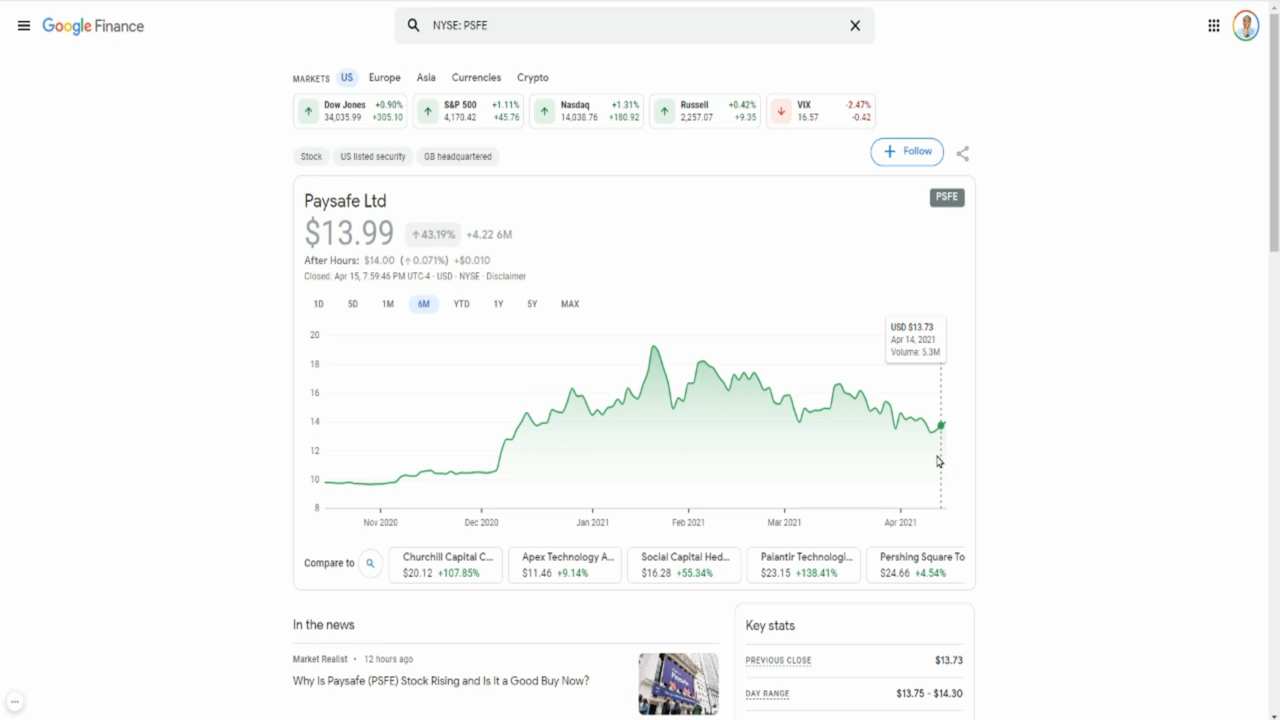 Google Finance
NYSE: PSFE
MARKETS US Europe Asia Currencies Crypto
Dow Jones +0.90%
34,035.99 +305.10
S&P 500 +1.11%
4,170.42 +45.76
Nasdaq +1.31%
14,038.76 +180.92
Russell +0.42%
2,257.07 +9.35
VIX -2.47%
16.57 -0.42
Stock US listed security GB headquartered
Follow
Paysafe Ltd
PSFE
$13.99 ↑43.19% +4.22 6M
After Hours: $14.00 (↑0.071%) +$0.010
Closed: Apr 15, 7:59:46 PM UTC-4 · USD · NYSE · Disclaimer
1D 5D 1M 6M YTD 1Y 5Y MAX
USD $13.73
Apr 14, 2021
Volume: 5.3M
20
18
16
14
12
10
8
Nov 2020 Dec 2020 Jan 2021 Feb 2021 Mar 2021 Apr 2021
Compare to
Churchill Capital C...
$20.12 +107.85%
Apex Technology A...
$11.46 +9.14%
Social Capital Hed...
$16.28 +55.34%
Palantir Technologi...
$23.15 +138.41%
Pershing Square To
$24.66 +4.54%
In the news
Market Realist • 12 hours ago
Why Is Paysafe (PSFE) Stock Rising and Is It a Good Buy Now?
Paysafe
Key stats
PREVIOUS CLOSE $13.73
DAY RANGE $13.75 - $14.30